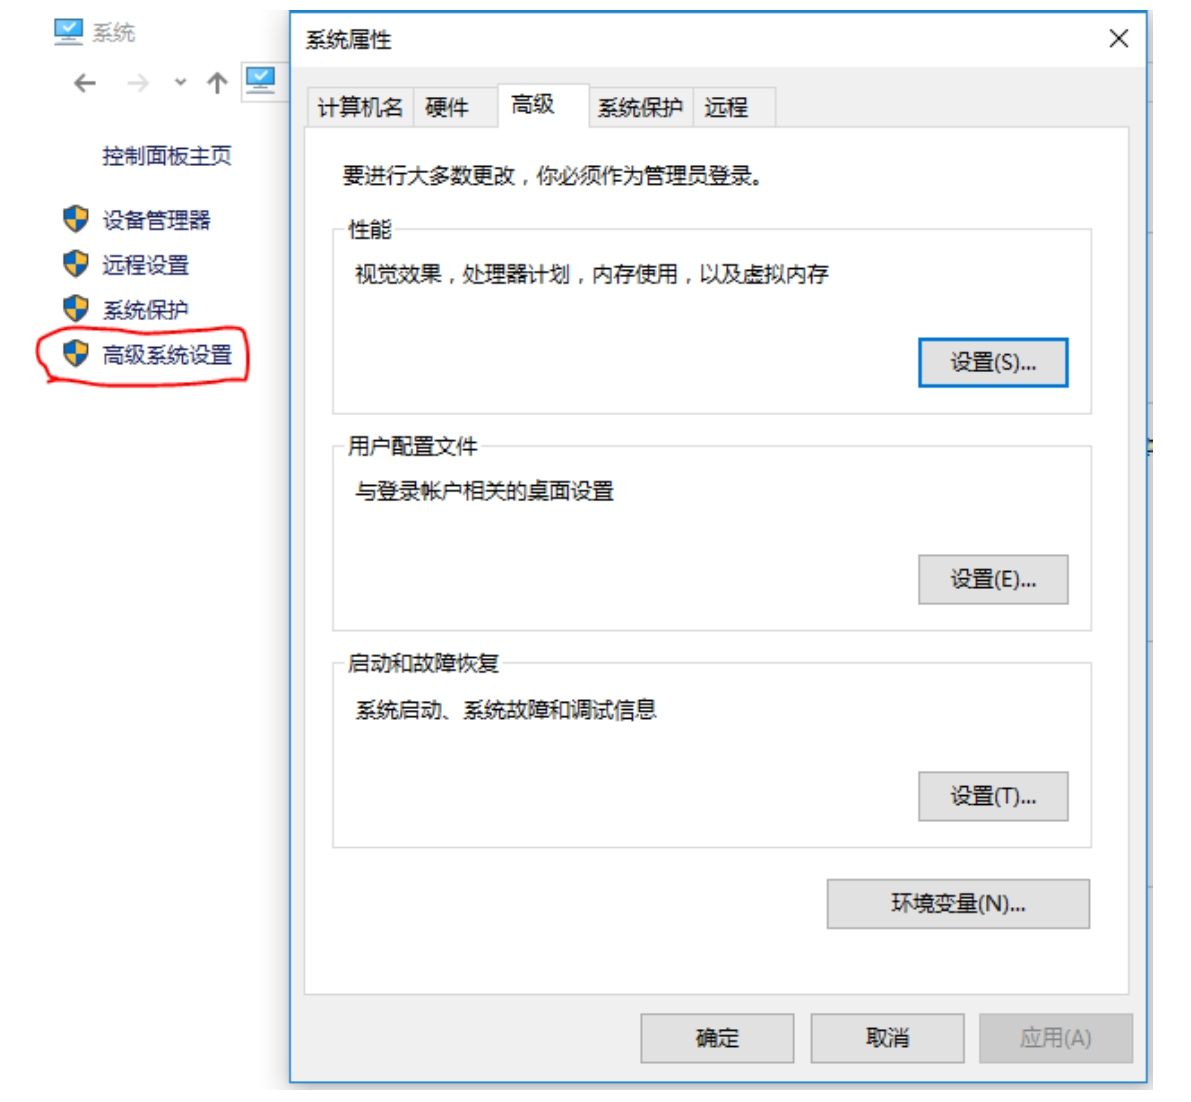 系统
控制面板主页
设备管理器
远程设置
系统保护
高级系统设置
系统属性
计算机名 硬件 高级 系统保护 远程
要进行大多数更改，你必须作为管理员登录。
性能
视觉效果，处理器计划，内存使用，以及虚拟内存
设置(S)...
用户配置文件
与登录帐户相关的桌面设置
设置(E)...
启动和故障恢复
系统启动、系统故障和调试信息
设置(T)...
环境变量(N)...
确定 取消 应用(A)